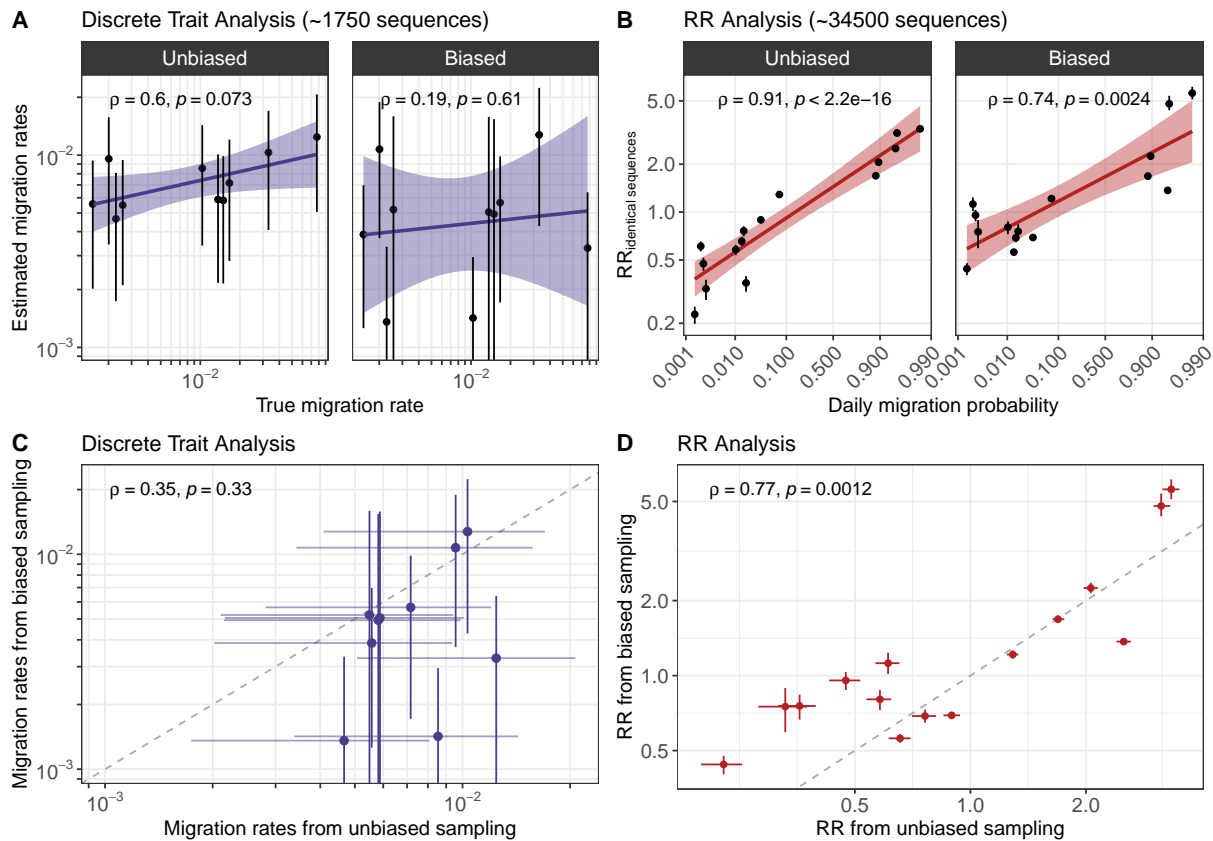 A Discrete Trait Analysis (~1750 sequences)
Unbiased
Biased
ρ = 0.6, p = 0.073
ρ = 0.19, p = 0.61
Estimated migration rates
10⁻²
10⁻³
10⁻²
10⁻²
True migration rate
B RR Analysis (~34500 sequences)
Unbiased
Biased
ρ = 0.91, p < 2.2e−16
ρ = 0.74, p = 0.0024
RRidentical sequences
5.0
2.0
1.0
0.5
0.2
0.001
0.010
0.100
0.500
0.900
0.990
0.001
0.010
0.100
0.500
0.900
0.990
Daily migration probability
C Discrete Trait Analysis
ρ = 0.35, p = 0.33
Migration rates from biased sampling
10⁻²
10⁻³
10⁻³
10⁻²
Migration rates from unbiased sampling
D RR Analysis
ρ = 0.77, p = 0.0012
RR from biased sampling
5.0
2.0
1.0
0.5
0.5
1.0
2.0
RR from unbiased sampling